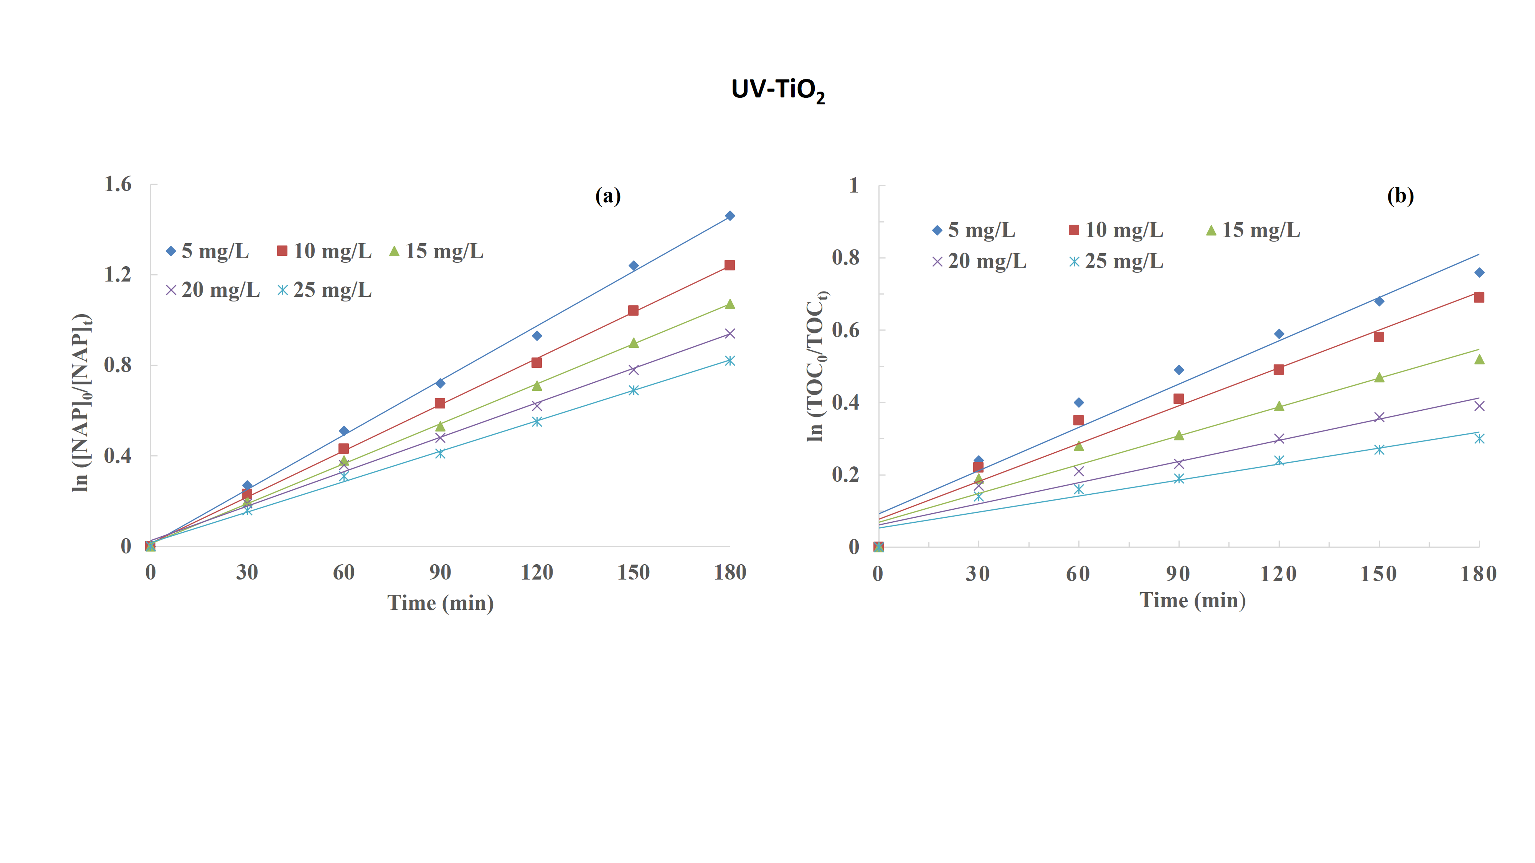 UV-TiO2
(a)
1.6
1.2
0.8
0.4
0
ln ([NAP]0/[NAP]t)
5 mg/L 10 mg/L 15 mg/L
20 mg/L 25 mg/L
0 30 60 90 120 150 180
Time (min)
(b)
1
0.8
0.6
0.4
0.2
0
ln (TOC0/TOCt)
5 mg/L 10 mg/L 15 mg/L
20 mg/L 25 mg/L
0 30 60 90 120 150 180
Time (min)